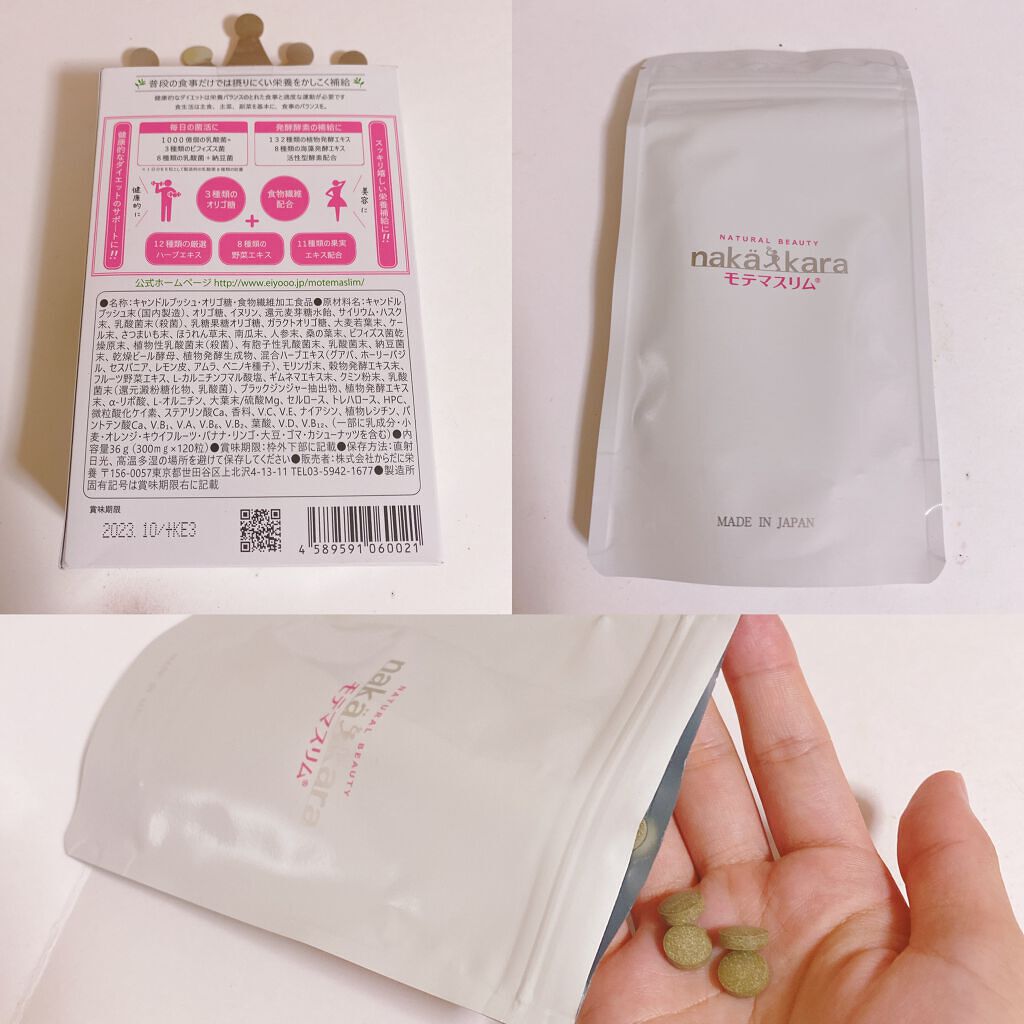 普段の食事だけでは摂りにくい栄養をかしこく補給
健康的なダイエットは栄養バランスのとれた食事と適度な運動が必要です
食生活は主食、主菜、副菜を基本に、食事のバランスを。
健康的なダイエットのサポートに!!
毎日の菌活に
1000億個の乳酸菌*
3種類のビフィズス菌
8種類の乳酸菌+納豆菌
発酵酵素の補給に
132種類の植物発酵エキス
8種類の海藻発酵エキス
活性型酵素配合
スッキリ嬉しい栄養補給に!!
健康的に
3種類の
オリゴ糖
+
食物繊維
配合
美容に
12種類の厳選
ハーブエキス
8種類の
野菜エキス
11種類の果実
エキス配合
公式ホームページ http://www.eiyooo.jp/motemaslim/
●名称:キャンドルブッシュ・オリゴ糖・食物繊維加工食品●原材料名:キャンドル
ブッシュ末(国内製造)、オリゴ糖、イヌリン、還元麦芽糖水飴、サイリウム・ハスク
末、乳酸菌末(殺菌)、乳糖果糖オリゴ糖、ガラクトオリゴ糖、大麦若葉末、ケー
ル末、さつまいも末、ほうれん草末、南瓜末、人参末、桑の葉末、ビフィズス菌乾
燥原末、植物性乳酸菌末(殺菌)、有胞子性乳酸菌末、乳酸菌末、納豆菌末
、乾燥ビール酵母、植物発酵生成物、混合ハーブエキス(グアバ、ホーリーバジ
ル、セスバニア、レモン皮、アムラ、ベニノキ種子)、モリンガ末、穀物発酵エキス末、
フルーツ野菜エキス、L-カルニチンフマル酸塩、ギムネマエキス末、クミン粉末、乳酸
菌末(還元澱粉糖化物、乳酸菌)、ブラックジンジャー抽出物、植物発酵エキス
末、α-リポ酸、L-オルニチン、大葉末/硫酸Mg、セルロース、トレハロース、HPC、
微粒酸化ケイ素、ステアリン酸Ca、香料、V.C、V.E、ナイアシン、植物レシチン、パ
ントテン酸Ca、V.B₁、V.A、V.B₆、V.B₂、葉酸、V.D、V.B₁₂、(一部に乳成分・小
麦・オレンジ・キウイフルーツ・バナナ・リンゴ・大豆・ゴマ・カシューナッツを含む)●内
容量36g(300mg×120粒)●賞味期限:枠外下部に記載●保存方法:直射
日光、高温多湿の場所を避けて保存してください●販売者:株式会社からだに栄
養 〒156-0057東京都世田谷区上北沢4-13-11 TEL03-5942-1677●製造所
固有記号は賞味期限右に記載
賞味期限
2023.10/+KE3
4 589591 060021
NATURAL BEAUTY
nakä kara
モテマスリム®
MADE IN JAPAN
NATURAL BEAUTY
nakä kara
モテマスリム®